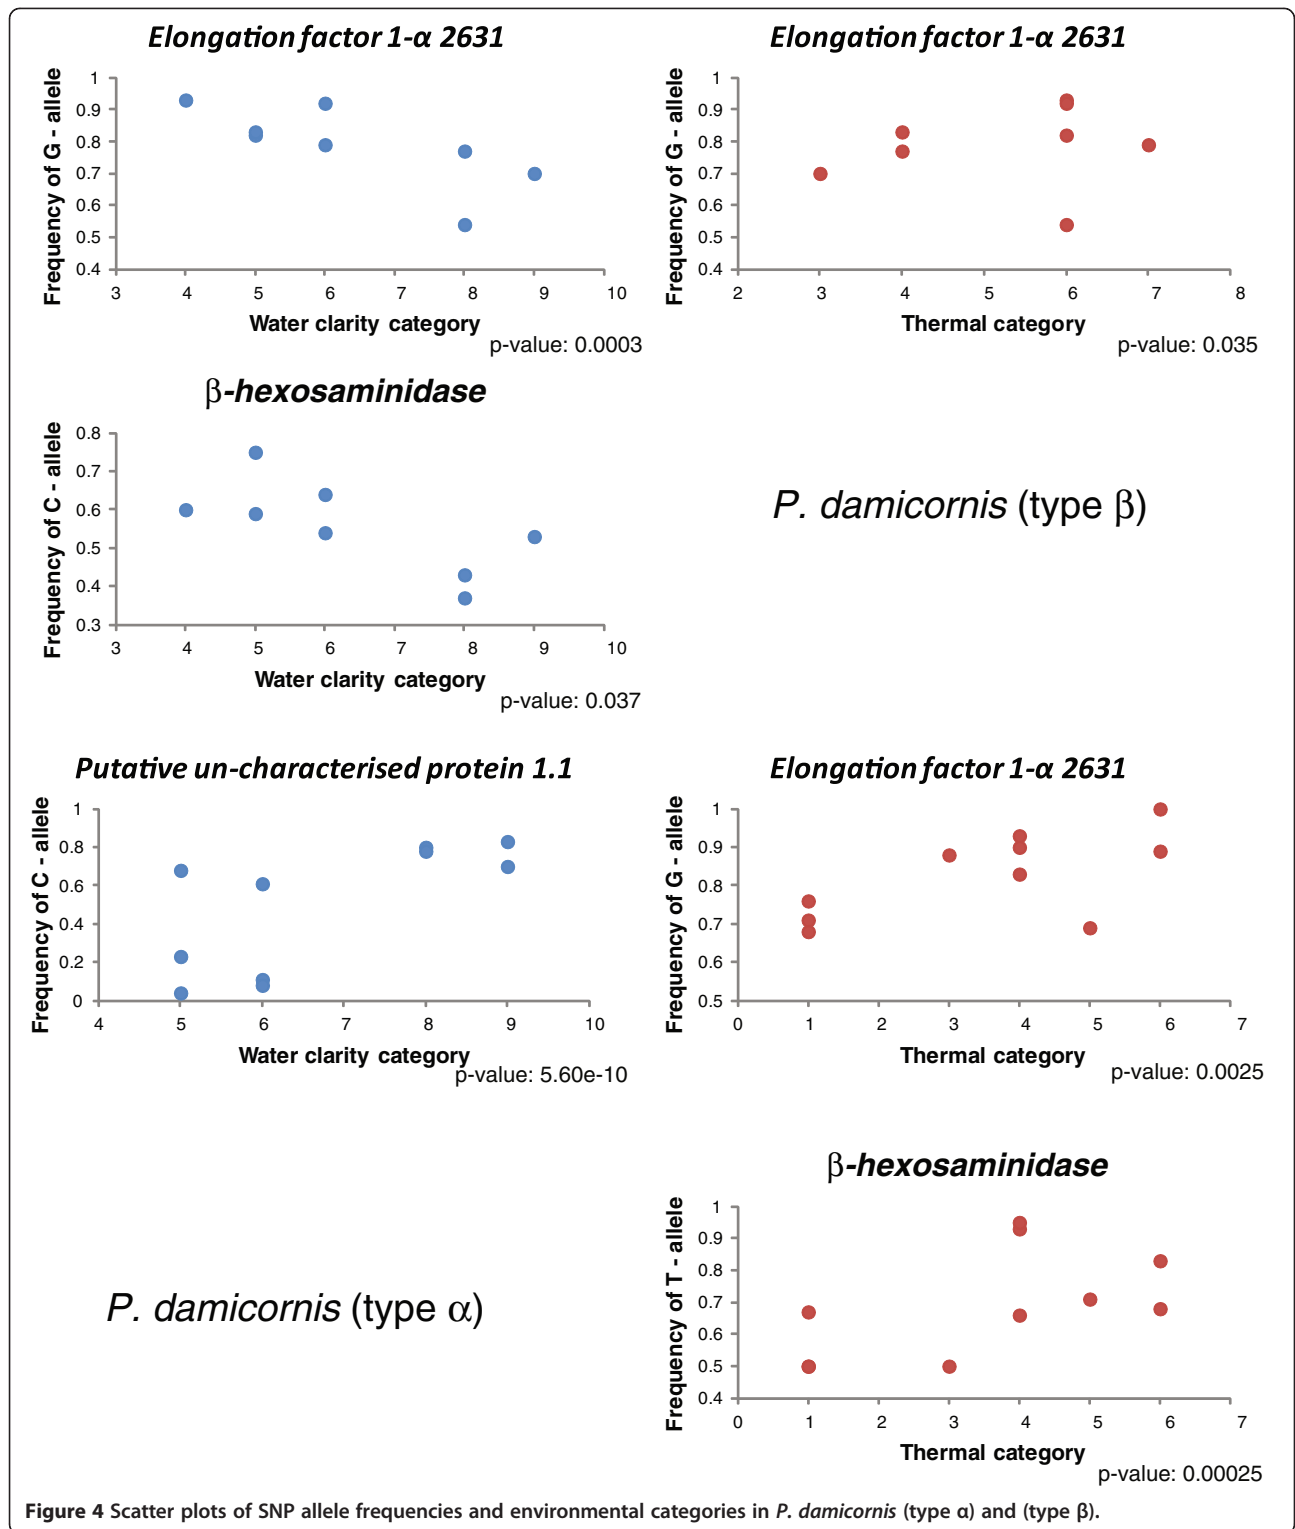 Elongation factor 1-α 2631
Frequency of G - allele
1
0.9
0.8
0.7
0.6
0.5
0.4
3 4 5 6 7 8 9 10
Water clarity category
p-value: 0.0003
Elongation factor 1-α 2631
Frequency of G - allele
1
0.9
0.8
0.7
0.6
0.5
0.4
2 3 4 5 6 7 8
Thermal category
p-value: 0.035
β-hexosaminidase
Frequency of C - allele
0.8
0.7
0.6
0.5
0.4
0.3
3 4 5 6 7 8 9 10
Water clarity category
p-value: 0.037
P. damicornis (type β)
Putative un-characterised protein 1.1
Frequency of C - allele
1
0.8
0.6
0.4
0.2
0
4 5 6 7 8 9 10
Water clarity category
p-value: 5.60e-10
Elongation factor 1-α 2631
Frequency of G - allele
1
0.9
0.8
0.7
0.6
0.5
0 1 2 3 4 5 6 7
Thermal category
p-value: 0.0025
P. damicornis (type α)
β-hexosaminidase
Frequency of T - allele
1
0.9
0.8
0.7
0.6
0.5
0.4
0 1 2 3 4 5 6 7
Thermal category
p-value: 0.00025
Figure 4 Scatter plots of SNP allele frequencies and environmental categories in P. damicornis (type α) and (type β).